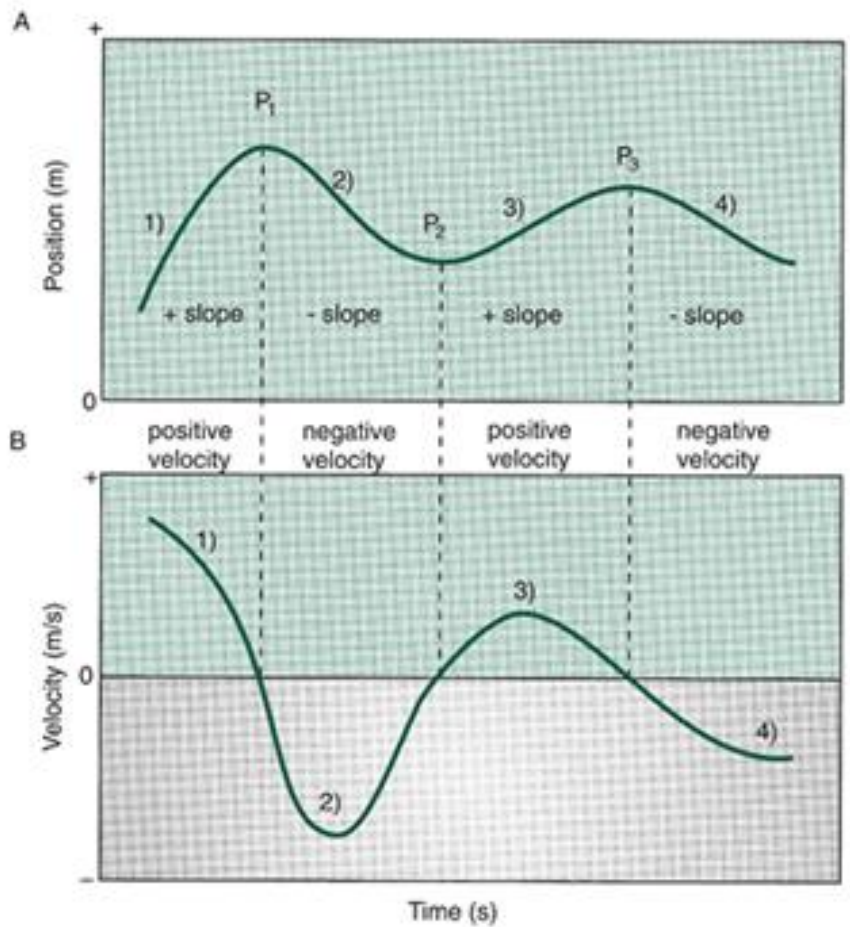 A
+
P1
P3
2)
3)
4)
1)
P2
Position (m)
+ slope
- slope
+ slope
- slope
0
positive
velocity
negative
velocity
positive
velocity
negative
velocity
B
+
1)
3)
Velocity (m/s)
0
4)
2)
–
Time (s)